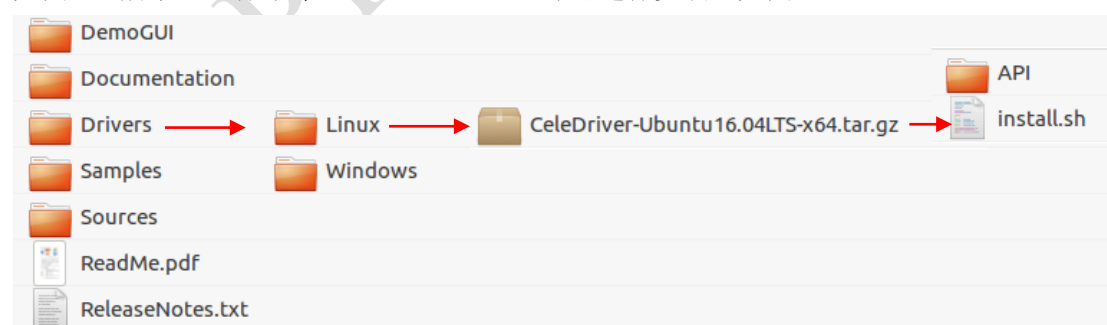 DemoGUI
Documentation
API
Drivers
Linux
CeleDriver-Ubuntu16.04LTS-x64.tar.gz
install.sh
Samples
Windows
Sources
ReadMe.pdf
ReleaseNotes.txt